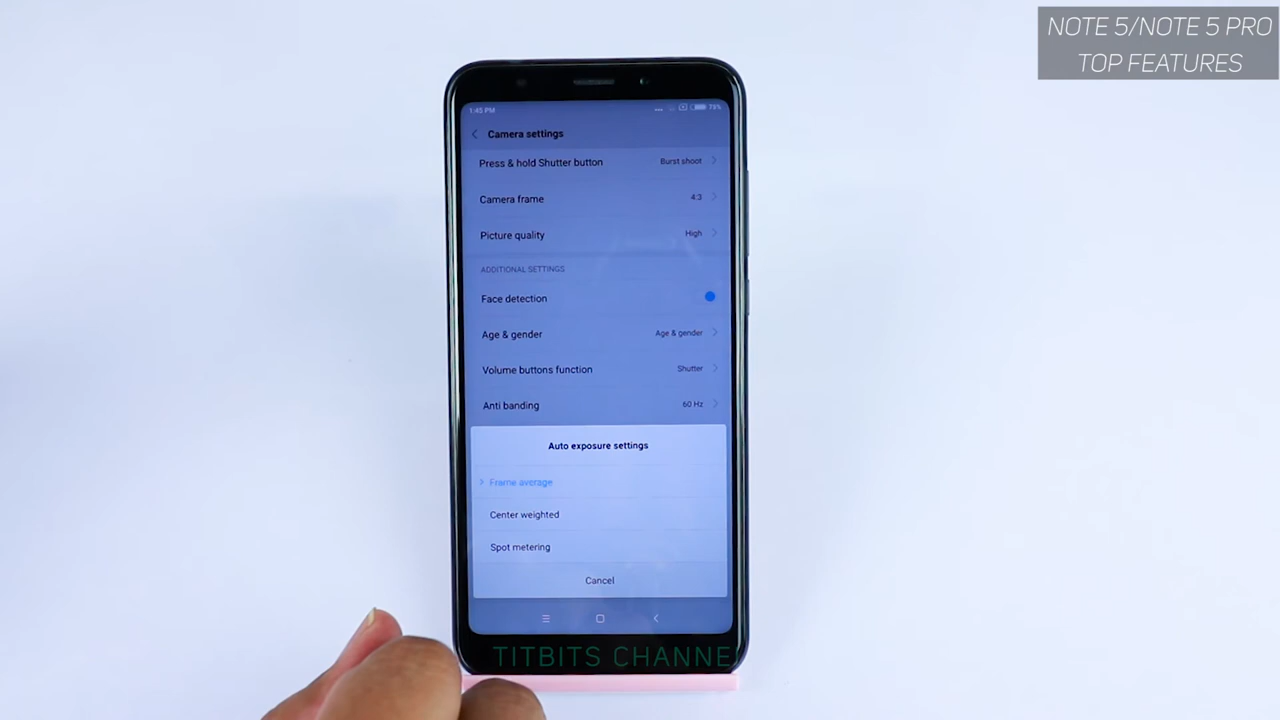 NOTE 5/NOTE 5 PRO
TOP FEATURES
1:45 PM
75%
Camera settings
Press & hold Shutter button Burst shoot
Camera frame 4:3
Picture quality High
ADDITIONAL SETTINGS
Face detection
Age & gender Age & gender
Volume buttons function Shutter
Anti banding 60 Hz
Auto exposure settings
Frame average
Center weighted
Spot metering
Cancel
TITBITS CHANNEL